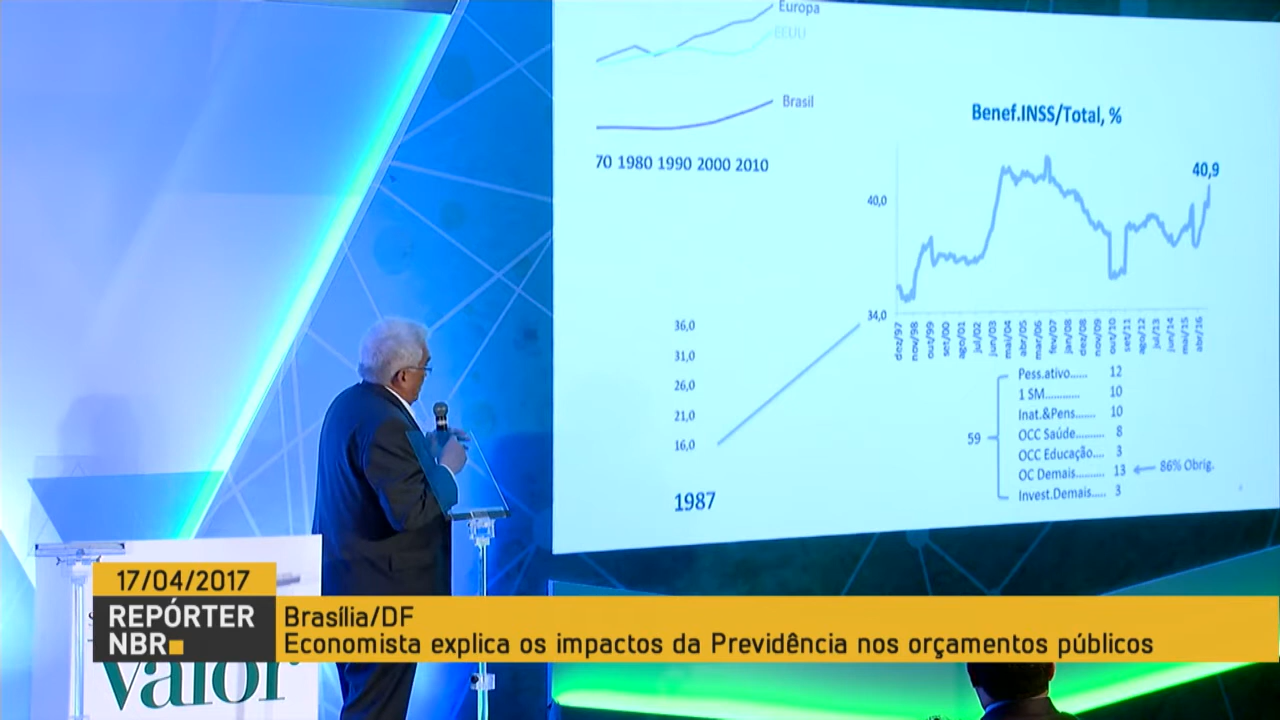 Europa
EEUU
Brasil
70 1980 1990 2000 2010
Benef.INSS/Total, %
40,9
40,0
34,0
dez/97
nov/98
out/99
set/00
ago/01
jul/02
jun/03
mai/04
abr/05
mar/06
fev/07
jan/08
dez/08
nov/09
out/10
set/11
ago/12
jul/13
jun/14
mai/15
abr/16
36,0
31,0
26,0
21,0
16,0
1987
59
Pess.ativo...... 12
1 SM............ 10
Inat.&Pens....... 10
OCC Saúde......... 8
OCC Educação.... 3
OC Demais.......... 13 86% Obrig.
Invest.Demais..... 3
17/04/2017
REPÓRTER
NBR
Brasília/DF
Economista explica os impactos da Previdência nos orçamentos públicos
valor